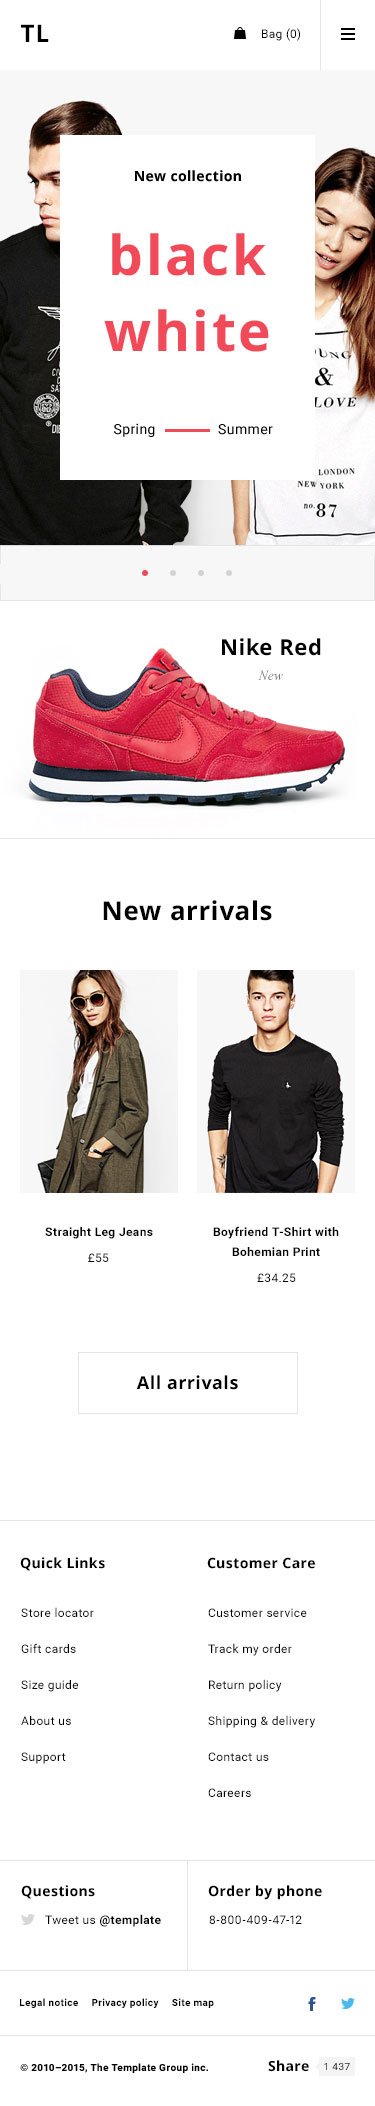 TL
Bag (0)
New collection
black
white
Spring
Summer
&
LOVE
LONDON
NEW YORK
no. 87
Nike Red
New
New arrivals
Straight Leg Jeans
£55
Boyfriend T-Shirt with
Bohemian Print
£34.25
All arrivals
Quick Links
Store locator
Gift cards
Size guide
About us
Support
Customer Care
Customer service
Track my order
Return policy
Shipping & delivery
Contact us
Careers
Questions
Tweet us @template
Order by phone
8-800-409-47-12
Legal notice Privacy policy Site map
f
© 2010–2015, The Template Group inc.
Share 1 437